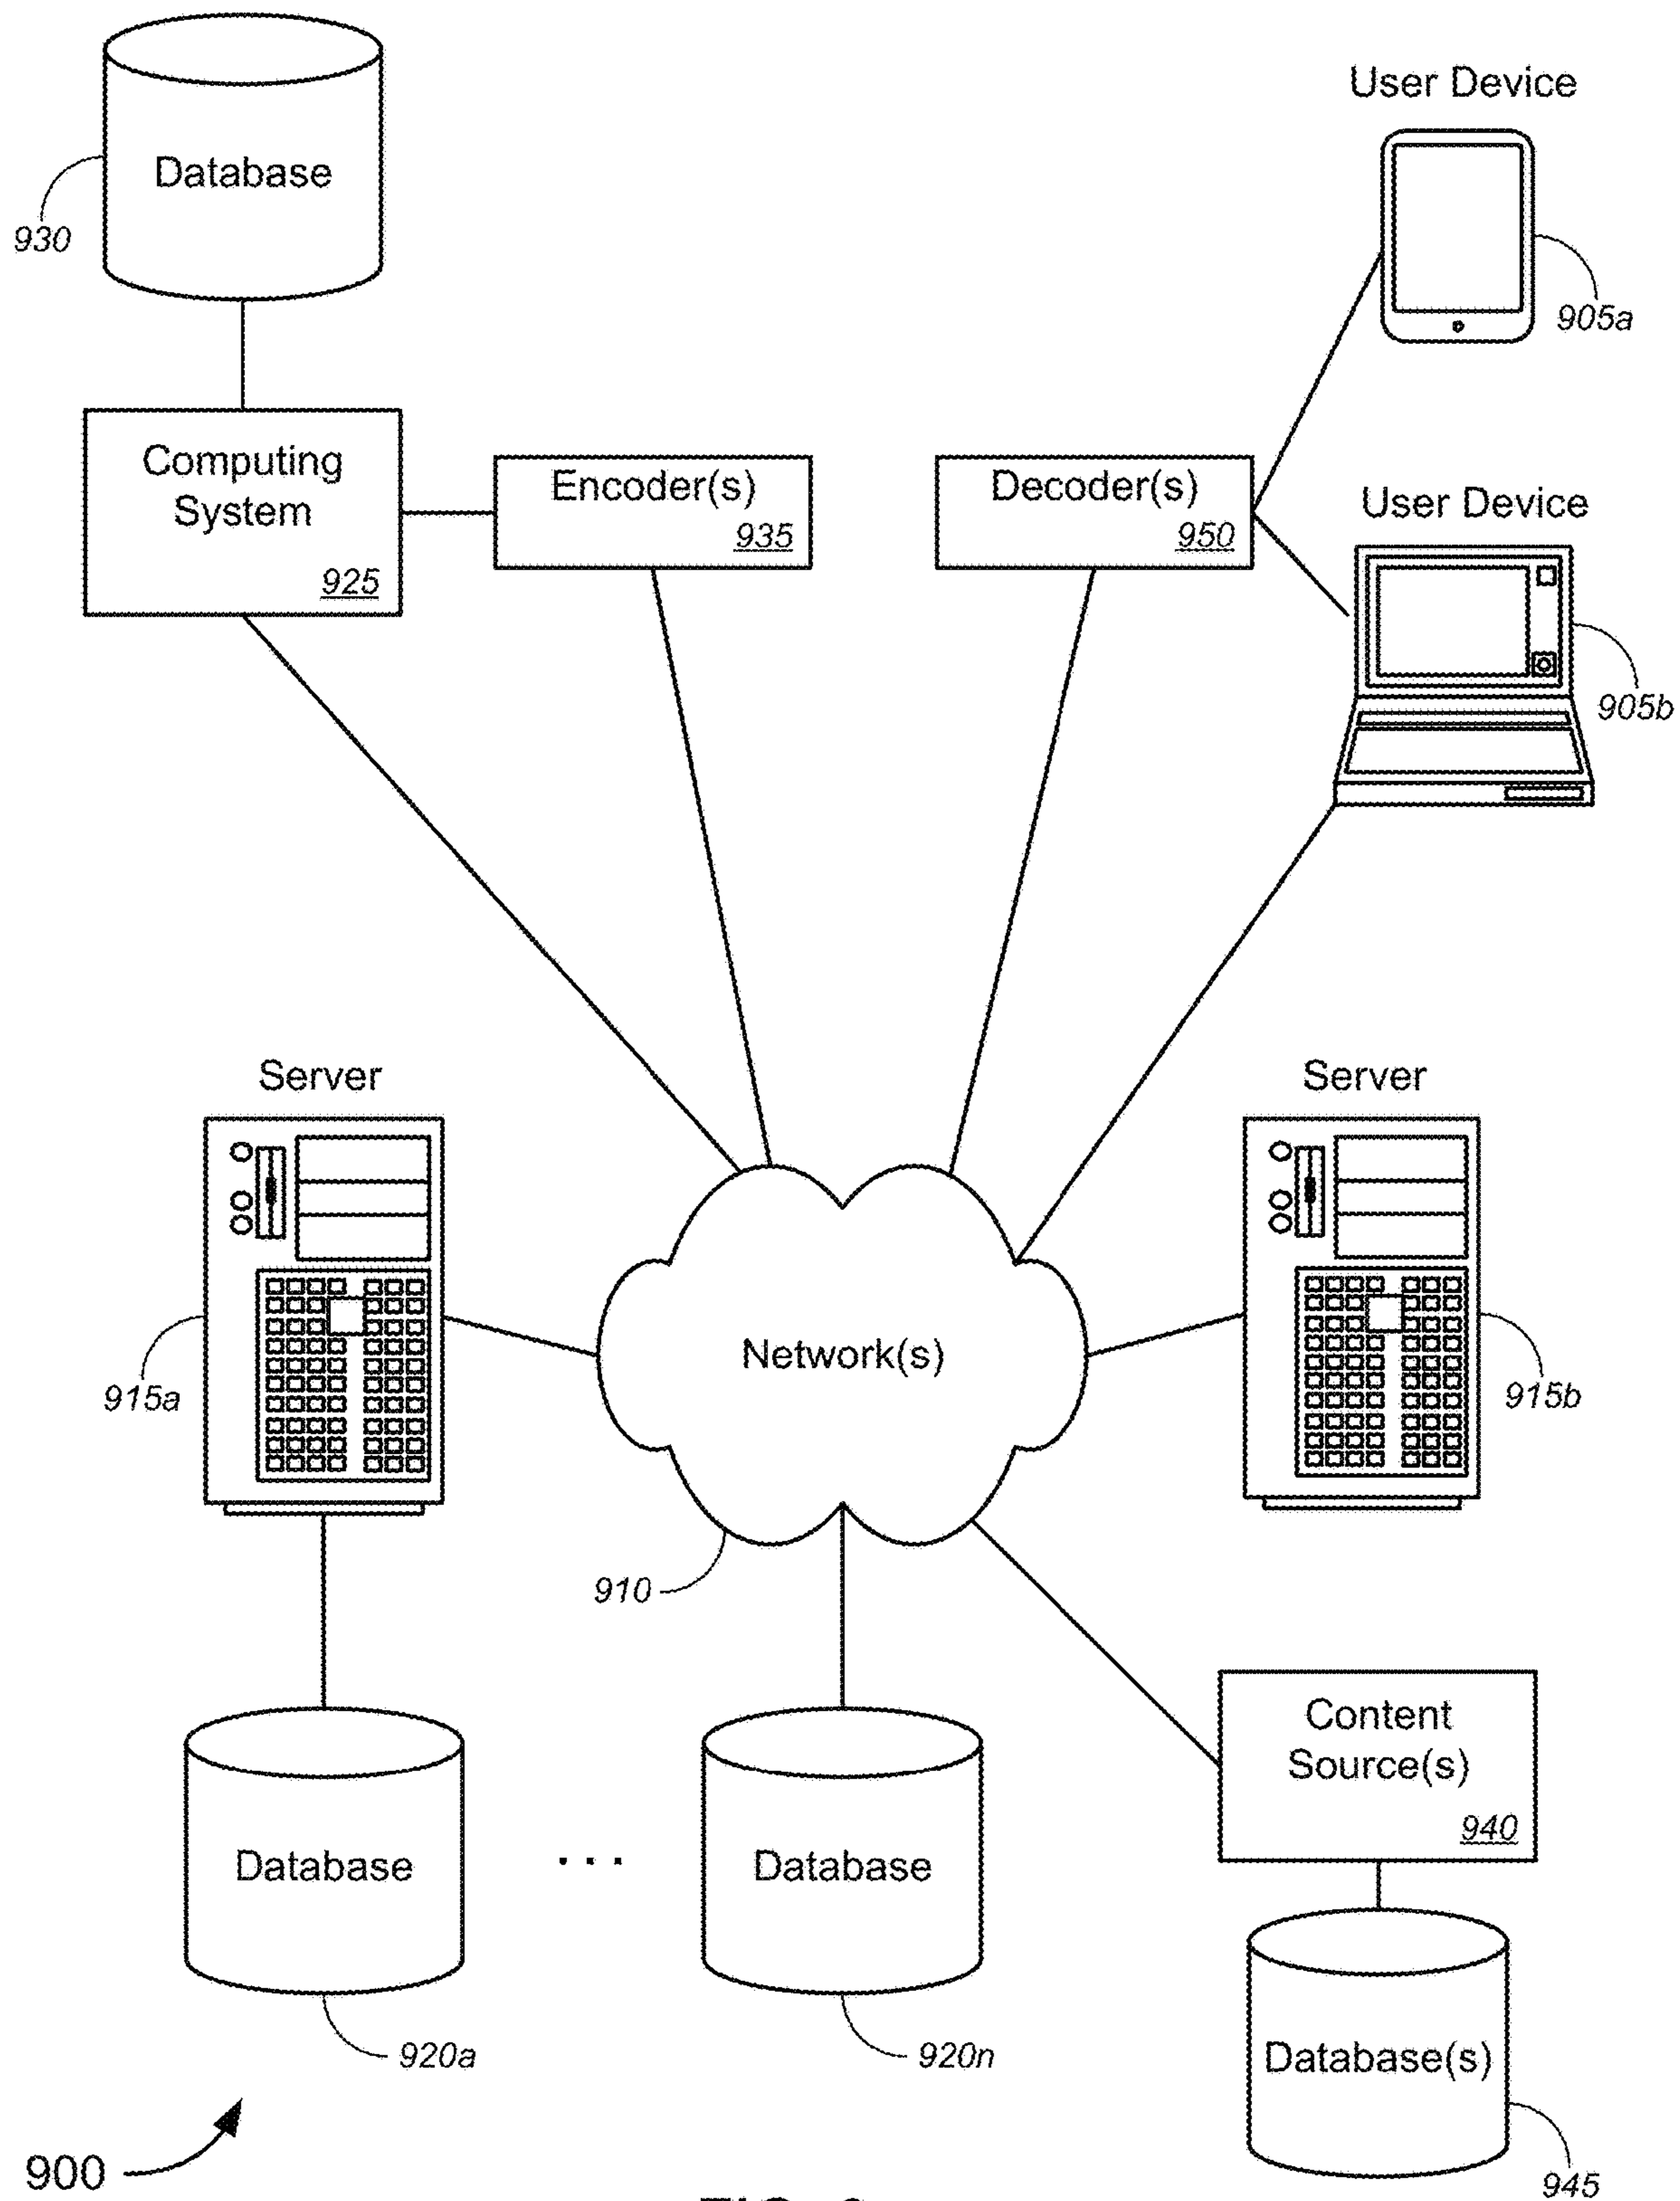 User Device
Database
930
905a
Computing
System
925
Encoder(s)
935
Decoder(s)
950
User Device
905b
Server
Server
915a
Network(s)
915b
910
Content
Source(s)
940
Database
...
Database
920a
920n
Database(s)
945
900